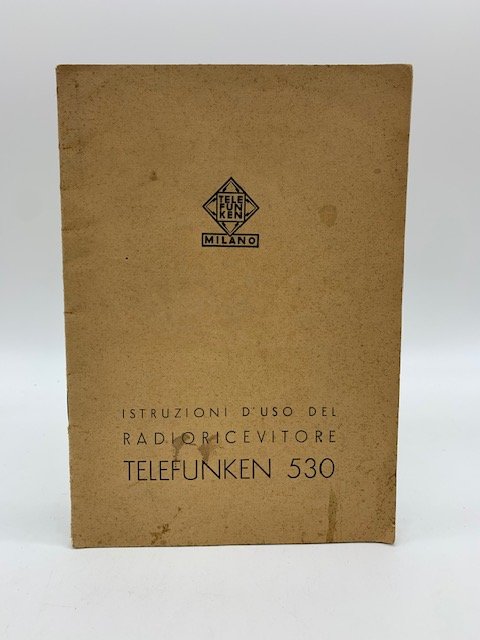 TELE
FUN
KEN
MILANO
ISTRUZIONI D'USO DEL
RADIORICEVITORE
TELEFUNKEN 530